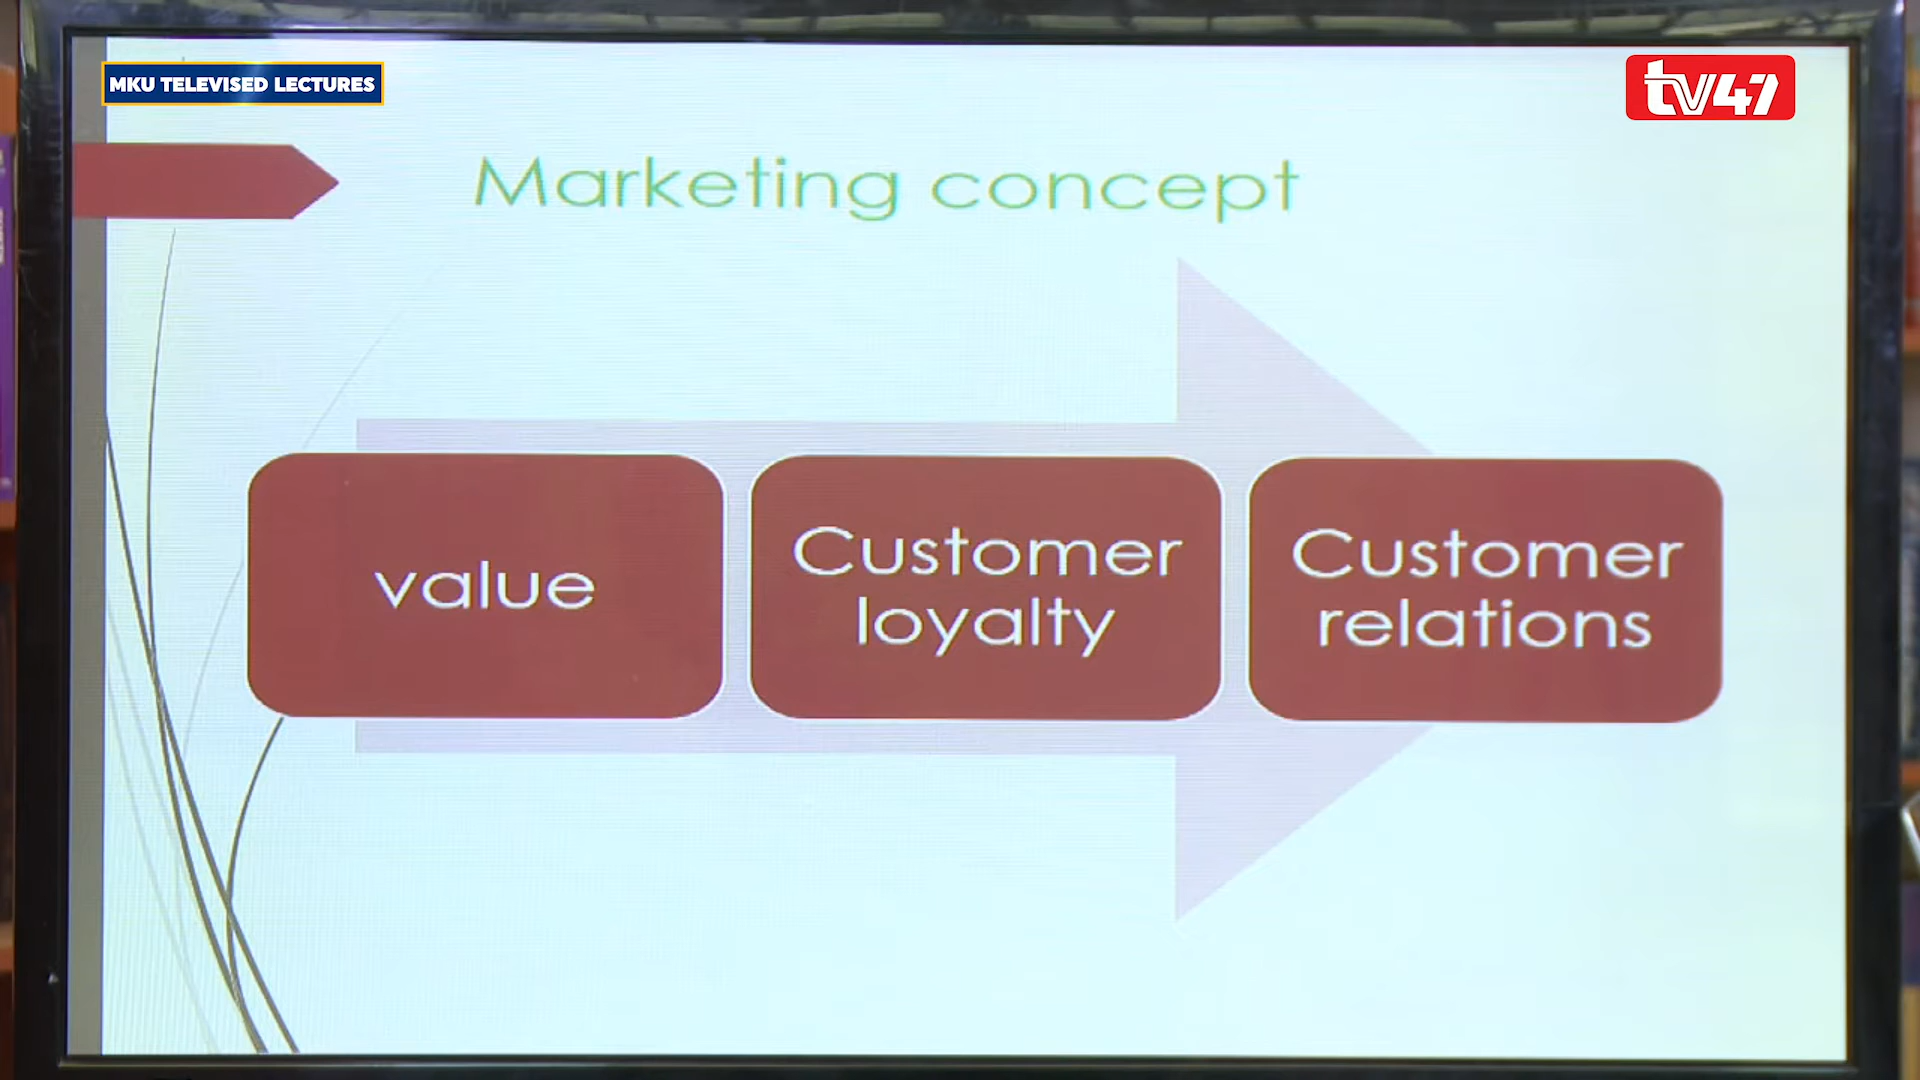 MKU TELEVISED LECTURES
tv47
Marketing concept
value
Customer
loyalty
Customer
relations